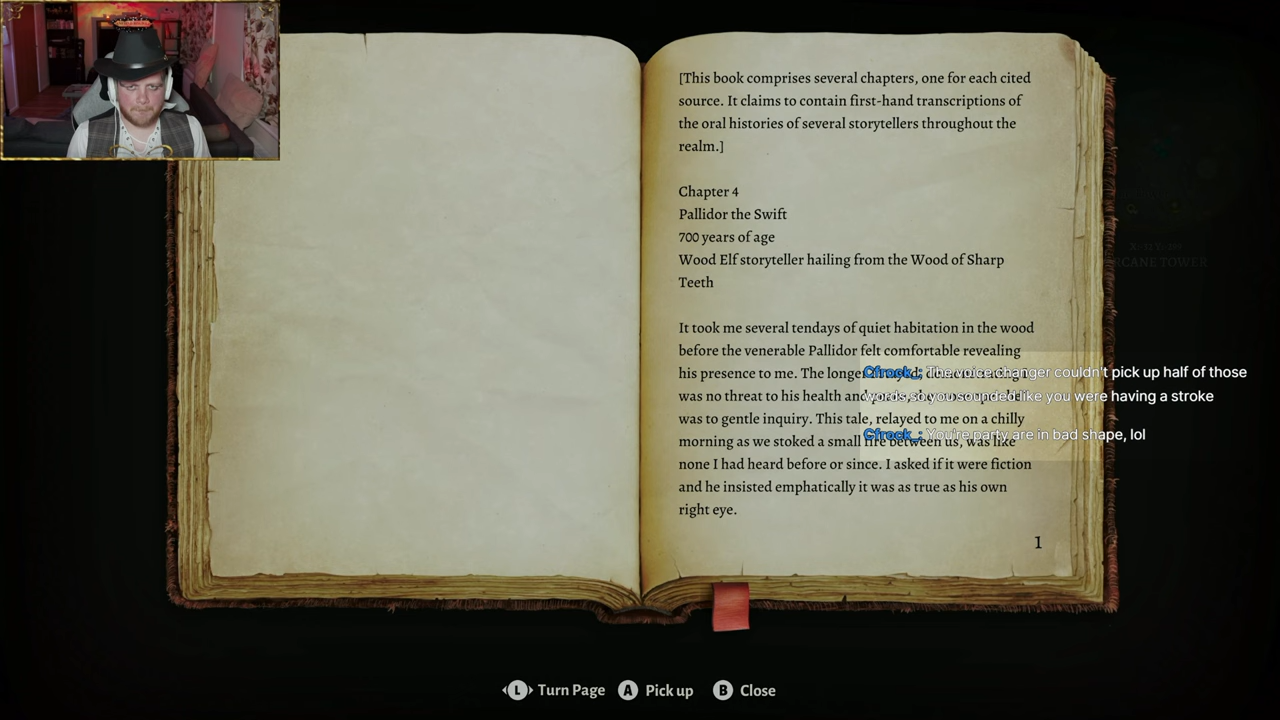 [This book comprises several chapters, one for each cited
source. It claims to contain first-hand transcriptions of
the oral histories of several storytellers throughout the
realm.]
Chapter 4
Pallidor the Swift
700 years of age
Wood Elf storyteller hailing from the Wood of Sharp
Teeth
It took me several tendays of quiet habitation in the wood
before the venerable Pallidor felt comfortable revealing
his presence to me. The longer
was no threat to his health and
was to gentle inquiry. This tale, relayed to me on a chilly
morning as we stoked a small fire between us, was like
none I had heard before or since. I asked if it were fiction
and he insisted emphatically it was as true as his own
right eye.
1
Cfrock_: The voice changer couldn't pick up half of those
words, so you sounded like you were having a stroke
Cfrock_: You're party are in bad shape, lol
ARCANE TOWER
L Turn Page A Pick up B Close